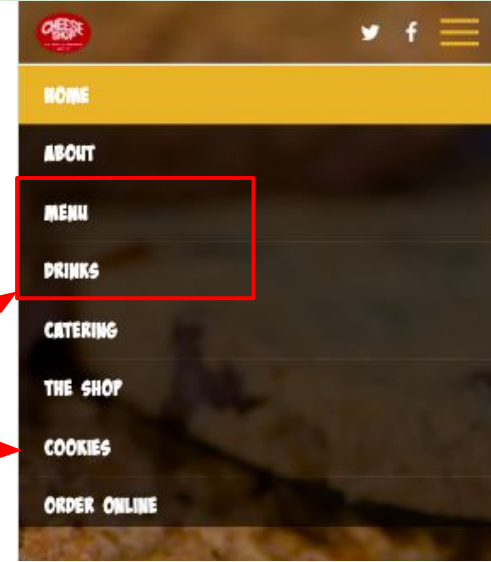 CHEESE
SHOP
HOME
ABOUT
MENU
DRINKS
CATERING
THE SHOP
COOKIES
ORDER ONLINE